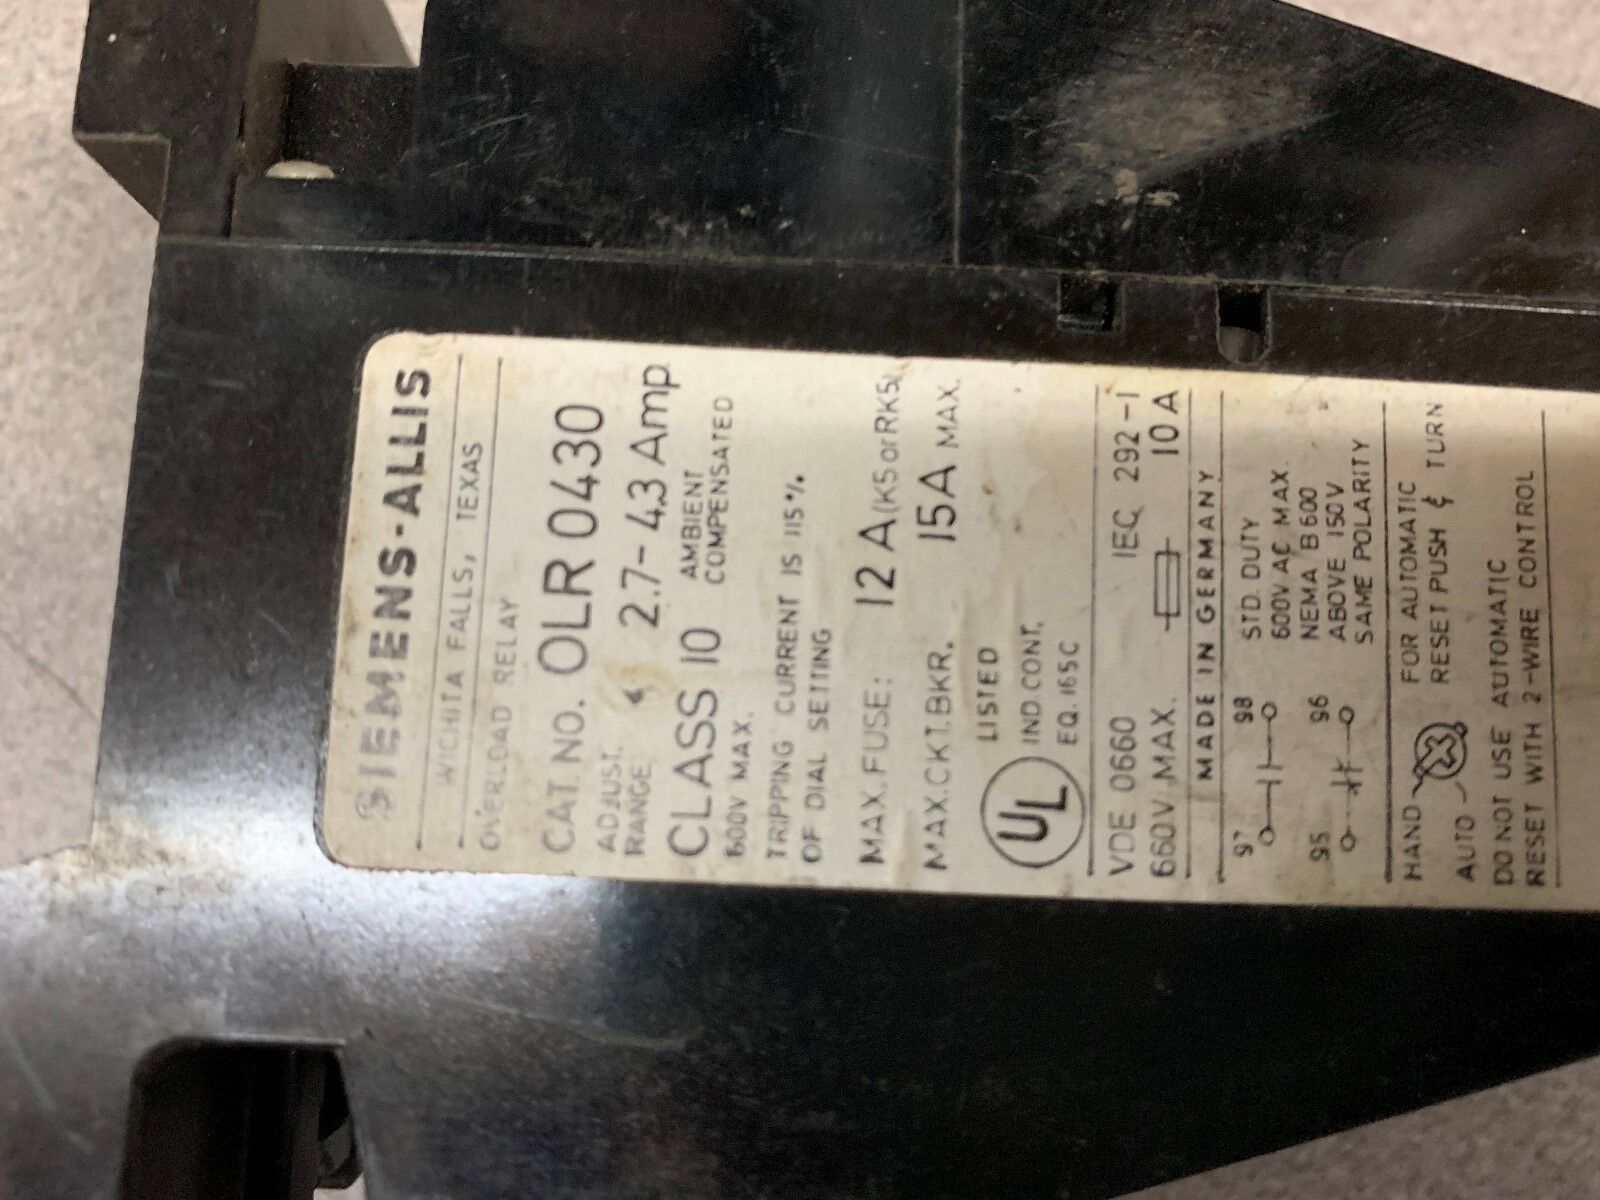 SIEMENS-ALLIS
WICHITA FALLS, TEXAS
OVERLOAD RELAY
CAT. NO. OLR 0430
ADJUST. RANGE 2.7-4.3 Amp
CLASS 10 AMBIENT COMPENSATED
600V MAX.
TRIPPING CURRENT IS 115%
OF DIAL SETTING
MAX. FUSE: 12 A (K5 or RK5)
MAX. CKT. BKR. 15A MAX.
UL LISTED
IND. CONT.
EQ. 165C
VDE 0660 IEC 292-1
660V MAX. 10 A
MADE IN GERMANY
97 98 STD. DUTY
600V AC MAX.
NEMA B600
95 96 ABOVE 150V
SAME POLARITY
HAND FOR AUTOMATIC
AUTO RESET PUSH & TURN
DO NOT USE AUTOMATIC
RESET WITH 2-WIRE CONTROL